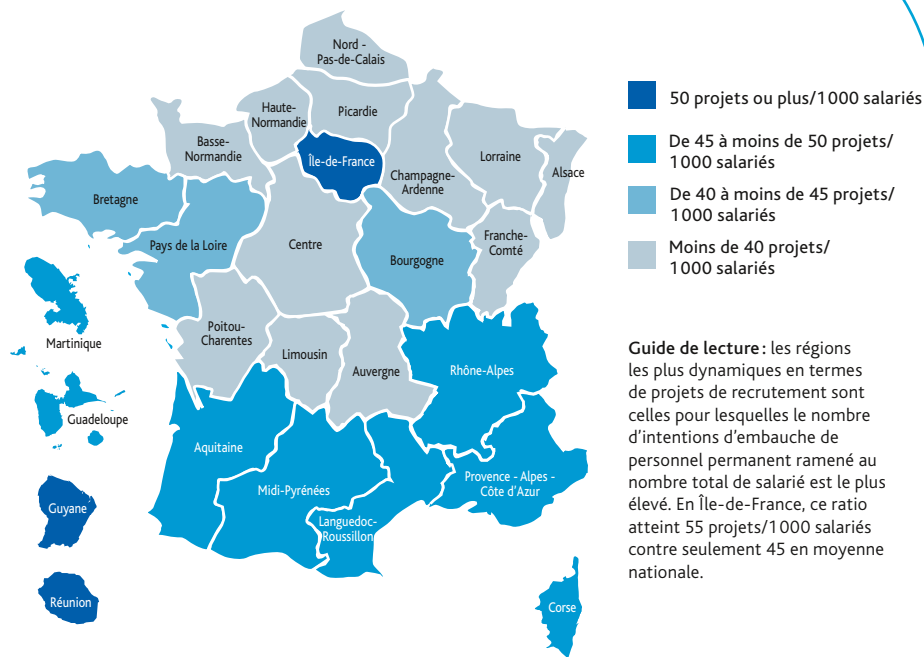 Nord -
Pas-de-Calais
Haute-
Normandie
Picardie
Basse-
Normandie
Île-de-France
Champagne-
Ardenne
Lorraine
Alsace
Bretagne
Pays de la Loire
Centre
Bourgogne
Franche-
Comté
Martinique
Poitou-
Charentes
Limousin
Auvergne
Rhône-Alpes
Guadeloupe
Aquitaine
Midi-Pyrénées
Languedoc-
Roussillon
Provence - Alpes -
Côte d'Azur
Guyane
Réunion
Corse
50 projets ou plus/1000 salariés
De 45 à moins de 50 projets/
1000 salariés
De 40 à moins de 45 projets/
1000 salariés
Moins de 40 projets/
1000 salariés
Guide de lecture : les régions
les plus dynamiques en termes
de projets de recrutement sont
celles pour lesquelles le nombre
d'intentions d'embauche de
personnel permanent ramené au
nombre total de salarié est le plus
élevé. En Île-de-France, ce ratio
atteint 55 projets/1000 salariés
contre seulement 45 en moyenne
nationale.